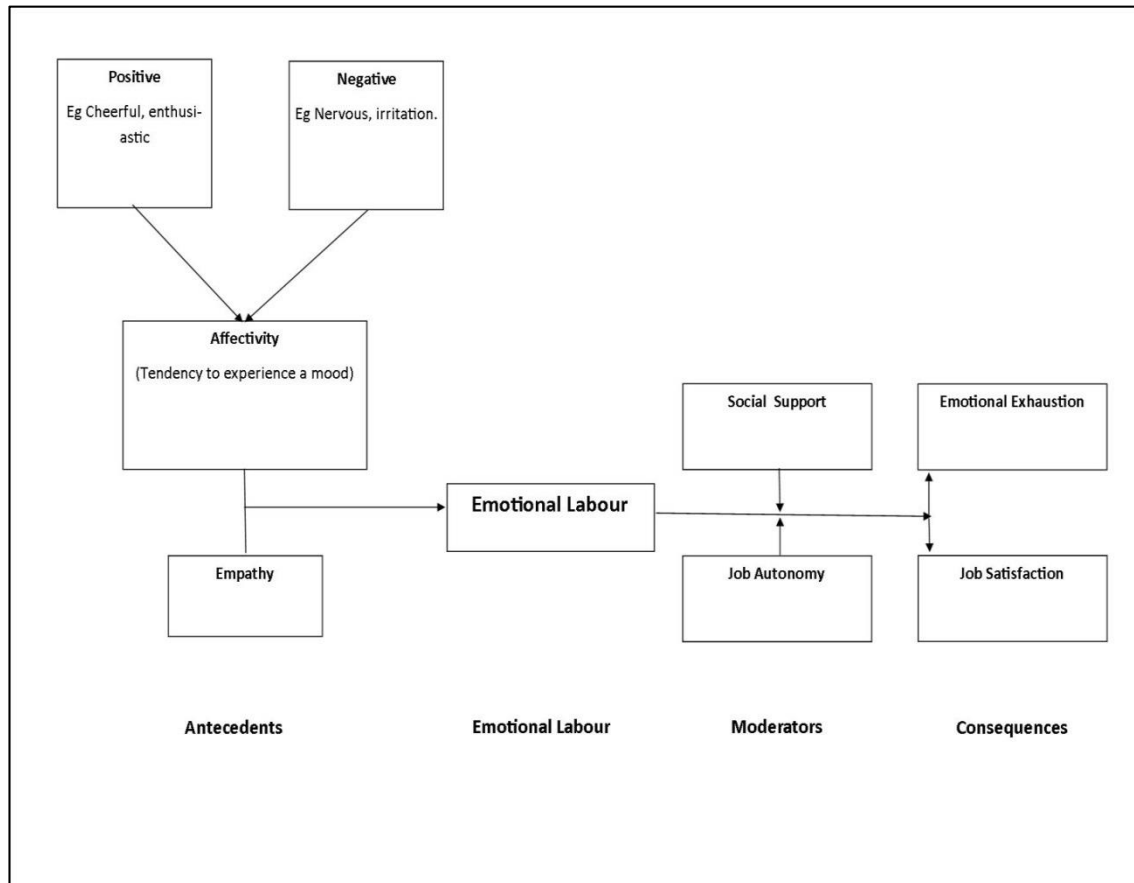 Positive
Eg Cheerful, enthusi-
astic
Negative
Eg Nervous, irritation.
Affectivity
(Tendency to experience a mood)
Social Support
Emotional Exhaustion
Emotional Labour
Empathy
Job Autonomy
Job Satisfaction
Antecedents
Emotional Labour
Moderators
Consequences